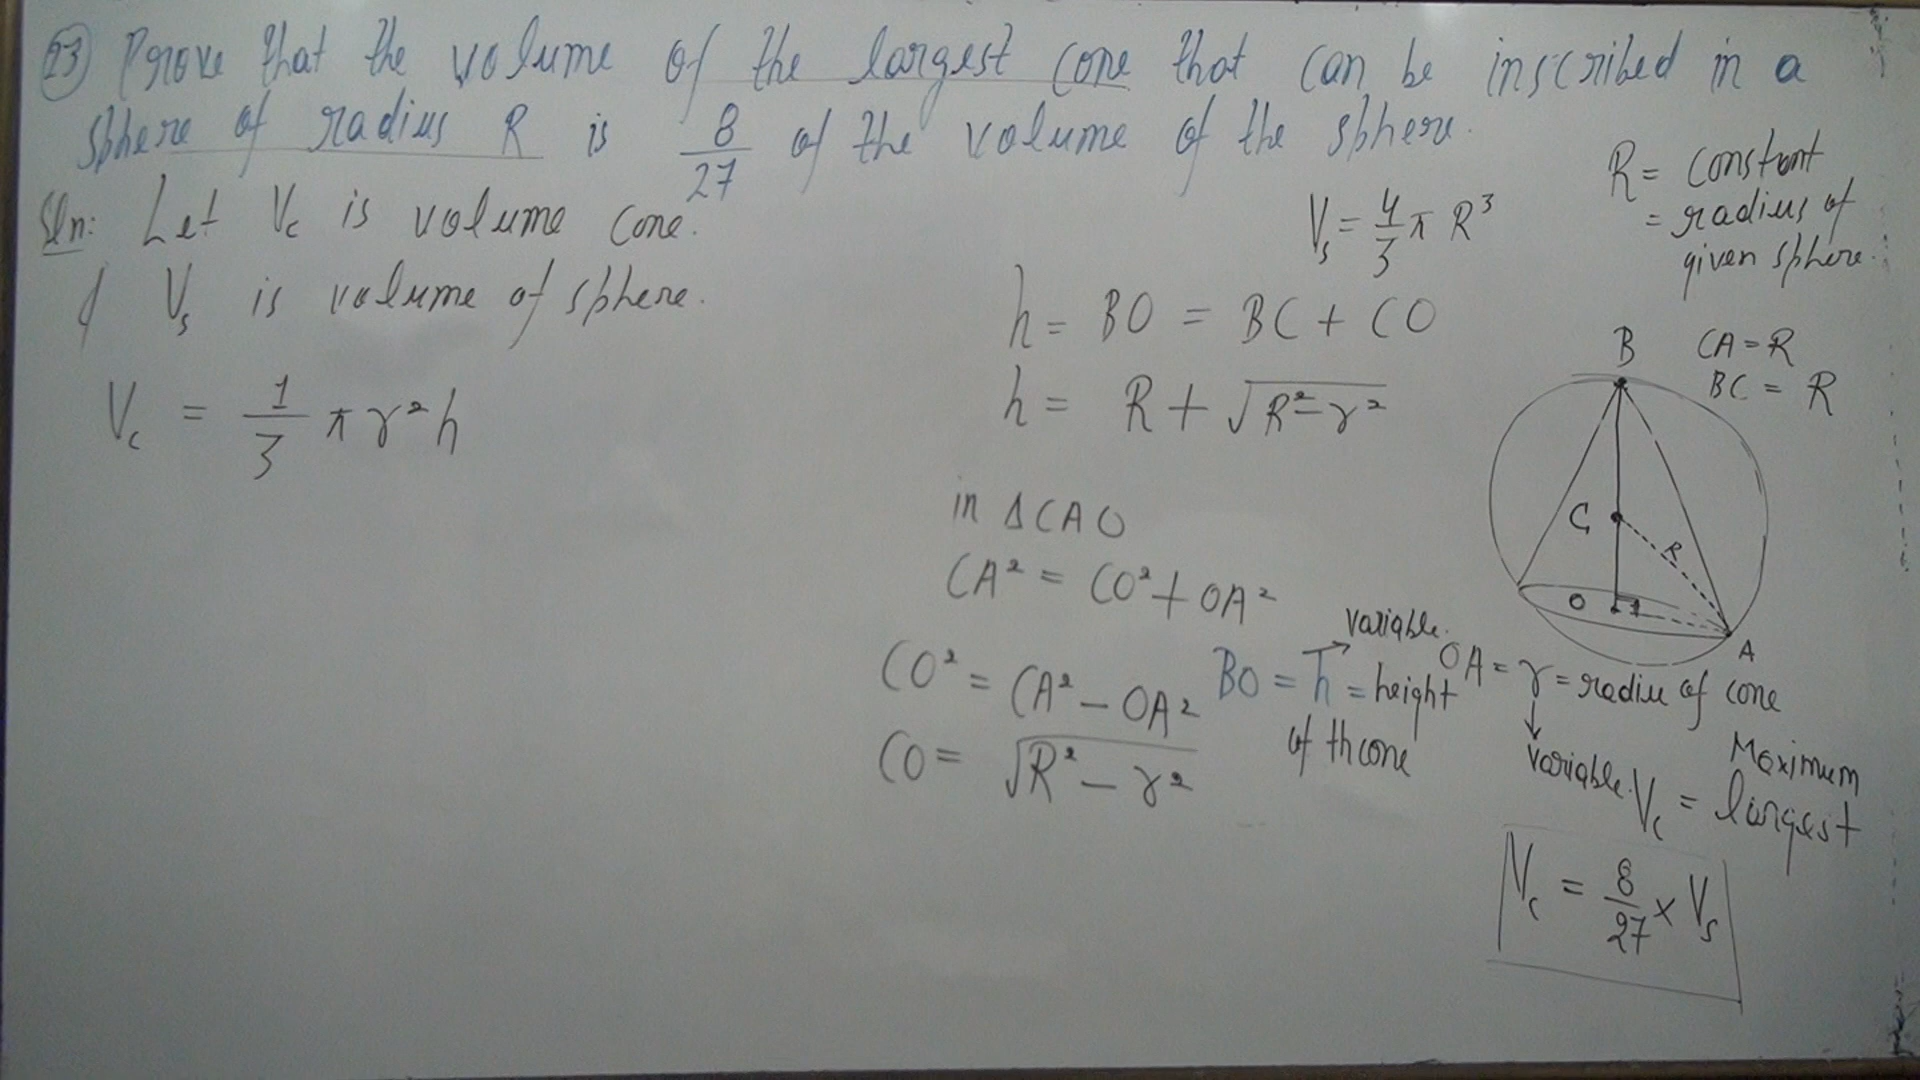 23) Prove that the volume of the largest cone that can be inscribed in a
sphere of radius R is 8/27 of the volume of the sphere.
Sln: Let Vc is volume cone.
& Vs is volume of sphere.
Vc = 1/3 π r² h
Vs = 4/3 π R³
R = constant
= radius of
given sphere.
h = BO = BC + CO
h = R + √R² - r²
in ΔCAO
CA² = CO² + OA²
CO² = CA² - OA²
CO = √R² - r²
B
CA = R
BC = R
C
R
O
r
A
variable.
BO = h = height
of th cone
OA = r = radiu of cone
variable.
Maximum
Vc = largest
Vc = 8/27 × Vs